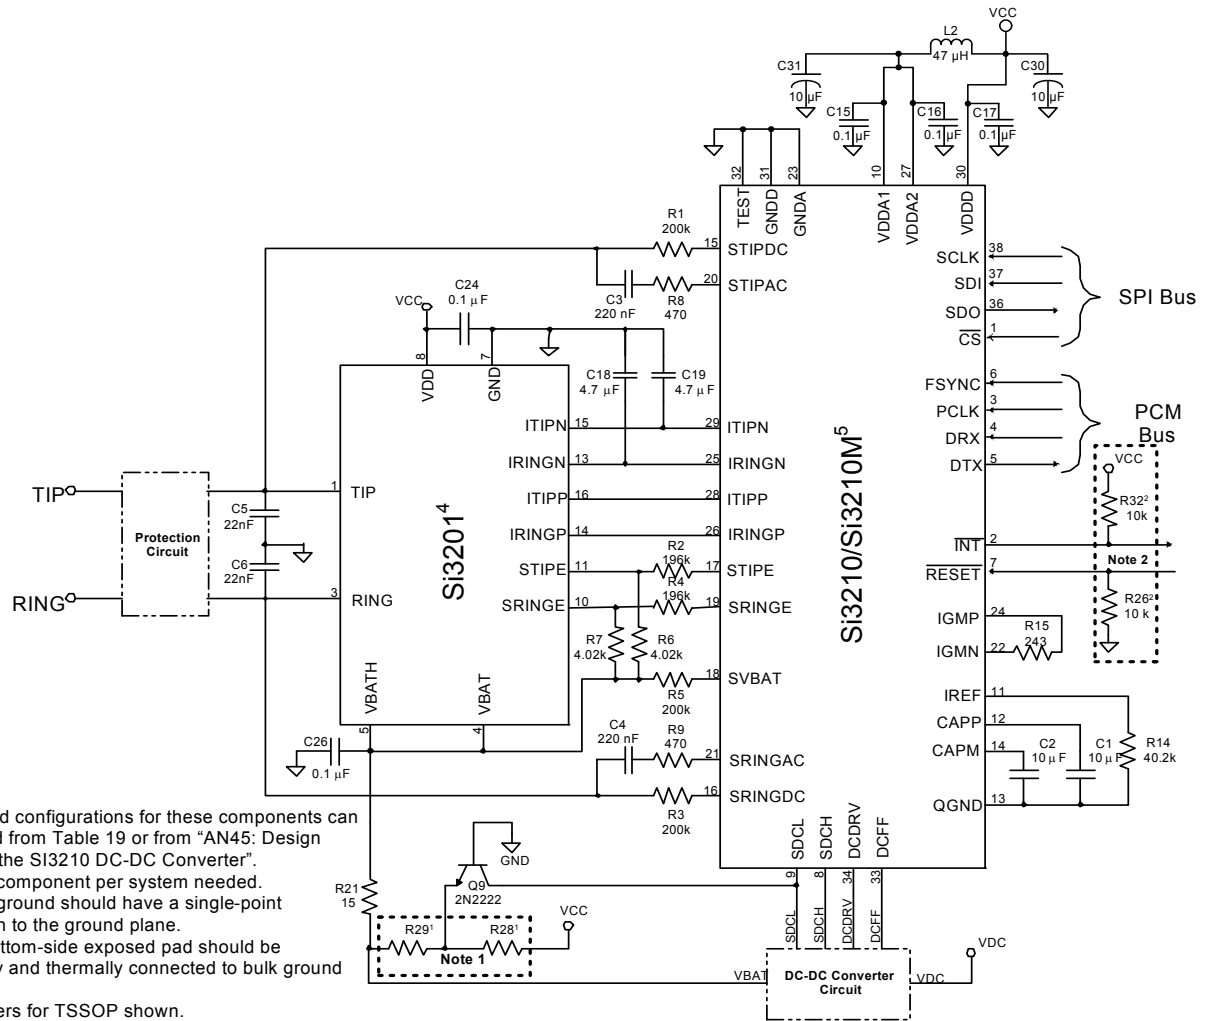 VCC
L2
47 µH
C31
10 µF
C30
10 µF
C15
0.1 µF
C16
0.1 µF
C17
0.1 µF
32
31
23
10
27
30
TEST
GNDD
GNDA
VDDA1
VDDA2
VDDD
R1
200k
15
STIPDC
C3
220 nF
R8
470
20
STIPAC
SCLK
38
SDI
37
SDO
36
CS
1
SPI Bus
FSYNC
6
PCLK
3
DRX
4
DTX
5
PCM
Bus
VCC
C24
0.1 µ F
8
7
VDD
GND
C18
4.7 µF
C19
4.7 µF
ITIPN
15
29
ITIPN
IRINGN
13
25
IRINGN
ITIPP
16
28
ITIPP
IRINGP
14
26
IRINGP
STIPE
11
R2
196k
17
STIPE
SRINGE
10
R4
196k
19
SRINGE
R7
4.02k
R6
4.02k
R5
200k
18
SVBAT
Si3201⁴
Si3210/Si3210M⁵
TIP
RING
Protection
Circuit
C5
22nF
C6
22nF
1
TIP
3
RING
VBATH
VBAT
5
4
VCC
R32²
10k
INT
2
Note 2
RESET
7
R26²
10 k
IGMP
24
R15
243
IGMN
22
IREF
11
CAPP
12
CAPM
14
C2
10 µ F
C1
10 µ F
R14
40.2k
QGND
13
C26
0.1 µF
C4
220 nF
R9
470
21
SRINGAC
16
SRINGDC
R3
200k
SDCL
SDCH
DCDRV
DCFF
9
8
34
33
SDCL
SDCH
DCDRV
DCFF
GND
Q9
2N2222
R21
15
R29¹
R28¹
Note 1
VCC
VBAT
DC-DC Converter
Circuit
VDC
VDC
d configurations for these components can
d from Table 19 or from “AN45: Design
the SI3210 DC-DC Converter”.
component per system needed.
ground should have a single-point
n to the ground plane.
ottom-side exposed pad should be
y and thermally connected to bulk ground
ers for TSSOP shown.